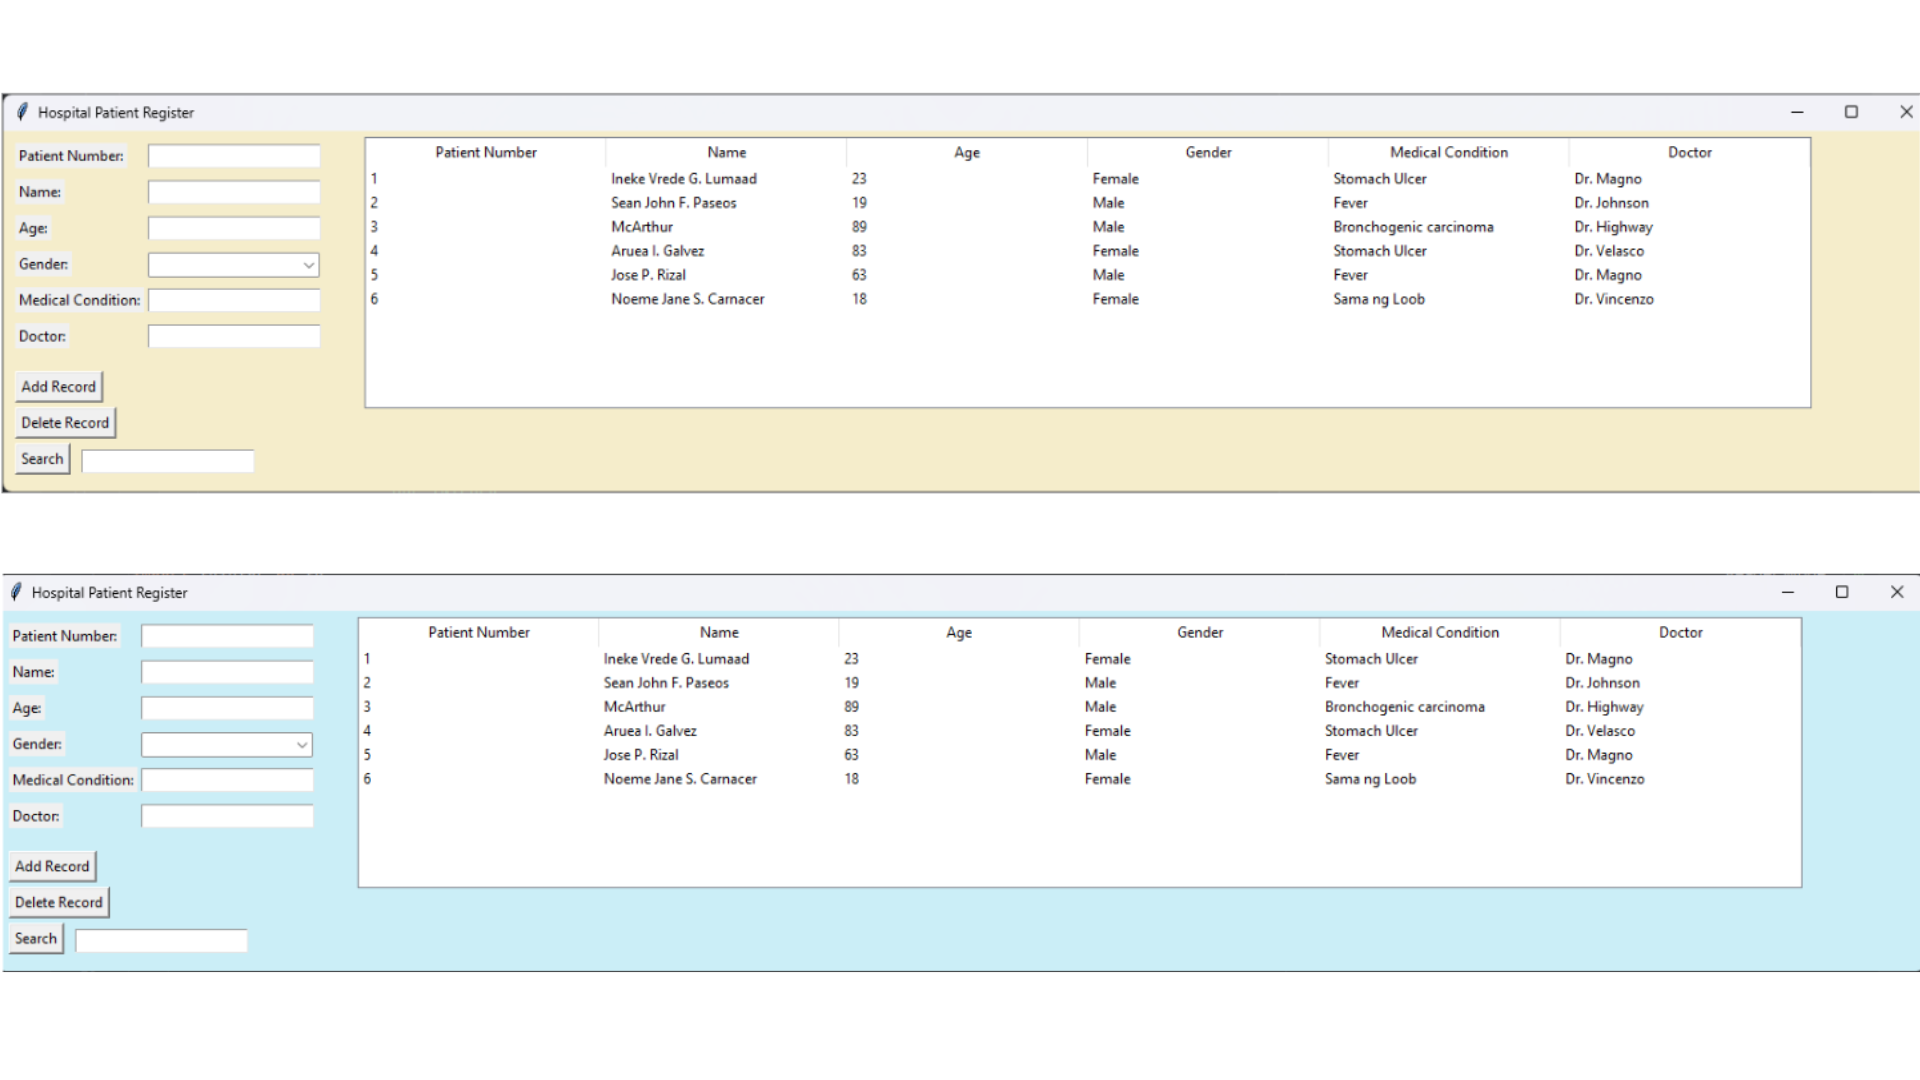 Hospital Patient Register
Patient Number:
Name:
Age:
Gender:
Medical Condition:
Doctor:
Add Record
Delete Record
Search
Patient Number Name Age Gender Medical Condition Doctor
1 Ineke Vrede G. Lumaad 23 Female Stomach Ulcer Dr. Magno
2 Sean John F. Paseos 19 Male Fever Dr. Johnson
3 McArthur 89 Male Bronchogenic carcinoma Dr. Highway
4 Aruea I. Galvez 83 Female Stomach Ulcer Dr. Velasco
5 Jose P. Rizal 63 Male Fever Dr. Magno
6 Noeme Jane S. Carnacer 18 Female Sama ng Loob Dr. Vincenzo
Hospital Patient Register
Patient Number:
Name:
Age:
Gender:
Medical Condition:
Doctor:
Add Record
Delete Record
Search
Patient Number Name Age Gender Medical Condition Doctor
1 Ineke Vrede G. Lumaad 23 Female Stomach Ulcer Dr. Magno
2 Sean John F. Paseos 19 Male Fever Dr. Johnson
3 McArthur 89 Male Bronchogenic carcinoma Dr. Highway
4 Aruea I. Galvez 83 Female Stomach Ulcer Dr. Velasco
5 Jose P. Rizal 63 Male Fever Dr. Magno
6 Noeme Jane S. Carnacer 18 Female Sama ng Loob Dr. Vincenzo